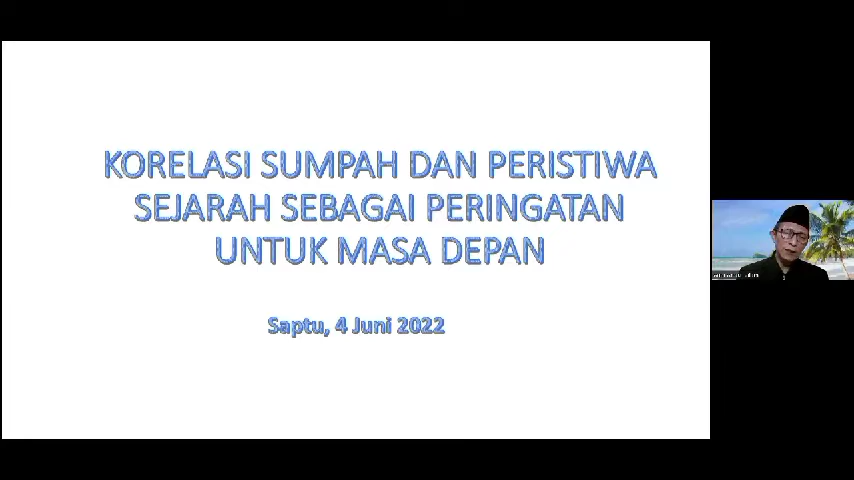 KORELASI SUMPAH DAN PERISTIWA
SEJARAH SEBAGAI PERINGATAN
UNTUK MASA DEPAN
Saptu, 4 Juni 2022